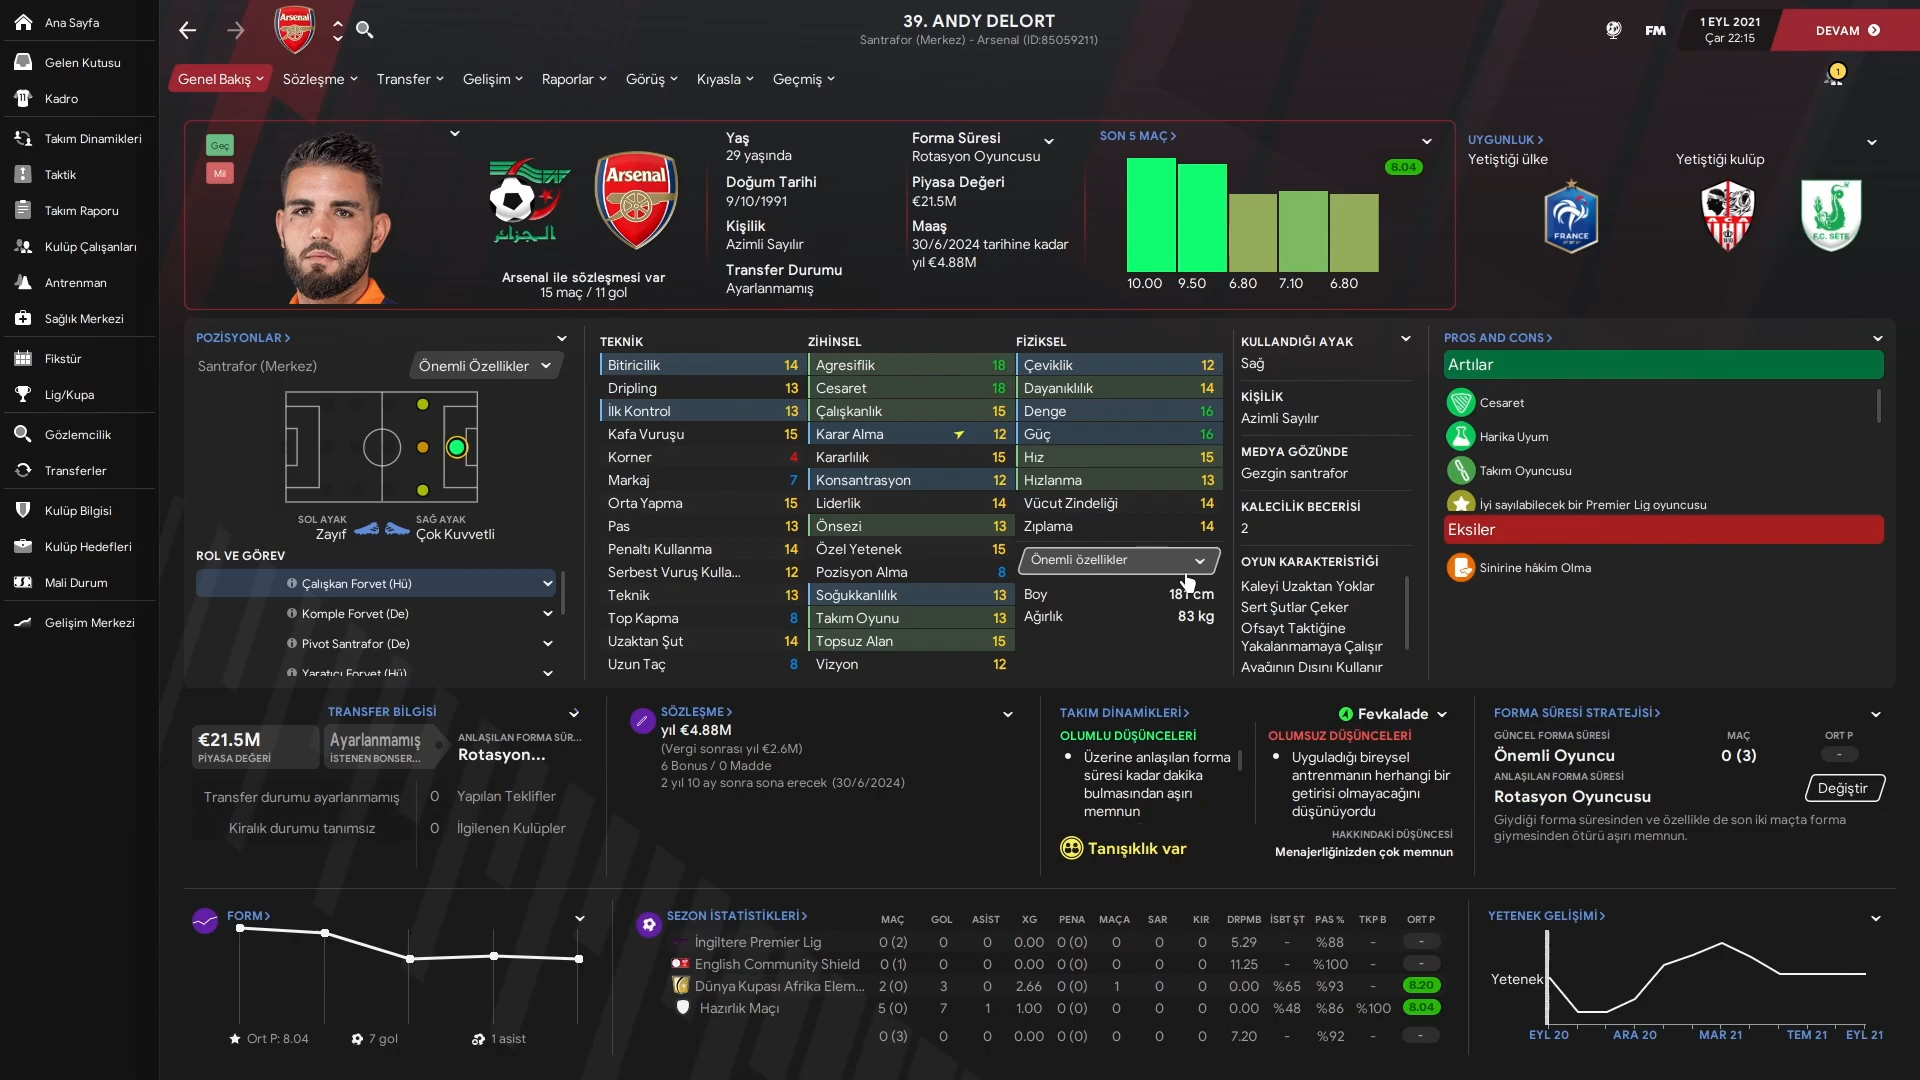 Ana Sayfa
Gelen Kutusu
Kadro
Takım Dinamikleri
Taktik
Takım Raporu
Kulüp Çalışanları
Antrenman
Sağlık Merkezi
Fikstür
Lig/Kupa
Gözlemcilik
Transferler
Kulüp Bilgisi
Kulüp Hedefleri
Mali Durum
Gelişim Merkezi
Arsenal
39. ANDY DELORT
Santrafor (Merkez) - Arsenal (ID:85059211)
FM
1 EYL 2021
Çar 22:15
DEVAM
Genel Bakış
Sözleşme
Transfer
Gelişim
Raporlar
Görüş
Kıyasla
Geçmiş
1
Geç
Mil
Arsenal
Arsenal ile sözleşmesi var
15 maç / 11 gol
Yaş
29 yaşında
Doğum Tarihi
9/10/1991
Kişilik
Azimli Sayılır
Transfer Durumu
Ayarlanmamış
Forma Süresi
Rotasyon Oyuncusu
Piyasa Değeri
€21.5M
Maaş
30/6/2024 tarihine kadar
yıl €4.88M
SON 5 MAÇ >
8.04
10.00 9.50 6.80 7.10 6.80
UYGUNLUK >
Yetiştiği ülke
Yetiştiği kulüp
FRANCE
F.C. SÈTE
POZİSYONLAR >
Santrafor (Merkez)
Önemli Özellikler
SOL AYAK
Zayıf
SAĞ AYAK
Çok Kuvvetli
ROL VE GÖREV
Çalışkan Forvet (Hü)
Komple Forvet (De)
Pivot Santrafor (De)
Yaratıcı Forvet (Hü)
TEKNİK
Bitiricilik 14
Dripling 13
İlk Kontrol 13
Kafa Vuruşu 15
Korner 4
Markaj 7
Orta Yapma 15
Pas 13
Penaltı Kullanma 14
Serbest Vuruş Kulla... 12
Teknik 13
Top Kapma 8
Uzaktan Şut 14
Uzun Taç 8
ZİHİNSEL
Agresiflik 18
Cesaret 18
Çalışkanlık 15
Karar Alma 12
Kararlılık 15
Konsantrasyon 12
Liderlik 14
Önsezi 13
Özel Yetenek 15
Pozisyon Alma 8
Soğukkanlılık 13
Takım Oyunu 13
Topsuz Alan 15
Vizyon 12
FİZİKSEL
Çeviklik 12
Dayanıklılık 14
Denge 16
Güç 16
Hız 15
Hızlanma 13
Vücut Zindeliği 14
Zıplama 14
Önemli özellikler
Boy 181 cm
Ağırlık 83 kg
KULLANDIĞI AYAK
Sağ
KİŞİLİK
Azimli Sayılır
MEDYA GÖZÜNDE
Gezgin santrafor
KALECİLİK BECERİSİ
2
OYUN KARAKTERİSTİĞİ
Kaleyi Uzaktan Yoklar
Sert Şutlar Çeker
Ofsayt Taktiğine
Yakalanmamaya Çalışır
Ayağının Dışını Kullanır
PROS AND CONS >
Artılar
Cesaret
Harika Uyum
Takım Oyuncusu
İyi sayılabilecek bir Premier Lig oyuncusu
Eksiler
Sinirine hâkim Olma
TRANSFER BİLGİSİ
€21.5M
PİYASA DEĞERİ
Ayarlanmamış
İSTENEN BONSER...
ANLAŞILAN FORMA SÜR...
Rotasyon...
Transfer durumu ayarlanmamış
Kiralık durumu tanımsız
0 Yapılan Teklifler
0 İlgilenen Kulüpler
SÖZLEŞME >
yıl €4.88M
(Vergi sonrası yıl €2.6M)
6 Bonus / 0 Madde
2 yıl 10 ay sonra sona erecek (30/6/2024)
TAKIM DİNAMİKLERİ >
Fevkalade
OLUMLU DÜŞÜNCELERİ
• Üzerine anlaşılan forma
süresi kadar dakika
bulmasından aşırı
memnun
OLUMSUZ DÜŞÜNCELERİ
• Uyguladığı bireysel
antrenmanın herhangi bir
getirisi olmayacağını
düşünüyordu
Tanışıklık var
HAKKINDAKİ DÜŞÜNCESİ
Menajerliğinizden çok memnun
FORMA SÜRESİ STRATEJİSİ >
GÜNCEL FORMA SÜRESİ MAÇ ORT P
Önemli Oyuncu 0 (3) -
ANLAŞILAN FORMA SÜRESİ
Rotasyon Oyuncusu
Değiştir
Giydiği forma süresinden ve özellikle de son iki maçta forma
giymesinden ötürü aşırı memnun.
FORM >
Ort P: 8.04
7 gol
1 asist
SEZON İSTATİSTİKLERİ > MAÇ GOL ASİST XG PENA MAÇA SAR KIR DRPMB İSBT ŞT PAS % TKP B ORT P
İngiltere Premier Lig 0 (2) 0 0 0.00 0 (0) 0 0 0 5.29 - %88 - -
English Community Shield 0 (1) 0 0 0.00 0 (0) 0 0 0 11.25 - %100 - -
Dünya Kupası Afrika Elem... 2 (0) 3 0 2.66 0 (0) 1 0 0 0.00 %65 %93 - 8.20
Hazırlık Maçı 5 (0) 7 1 1.00 0 (0) 0 0 0 0.00 %48 %86 %100 8.04
0 (3) 0 0 0.00 0 (0) 0 0 0 7.20 - %92 - -
YETENEK GELİŞİMİ >
Yetenek
EYL 20 ARA 20 MAR 21 TEM 21 EYL 21